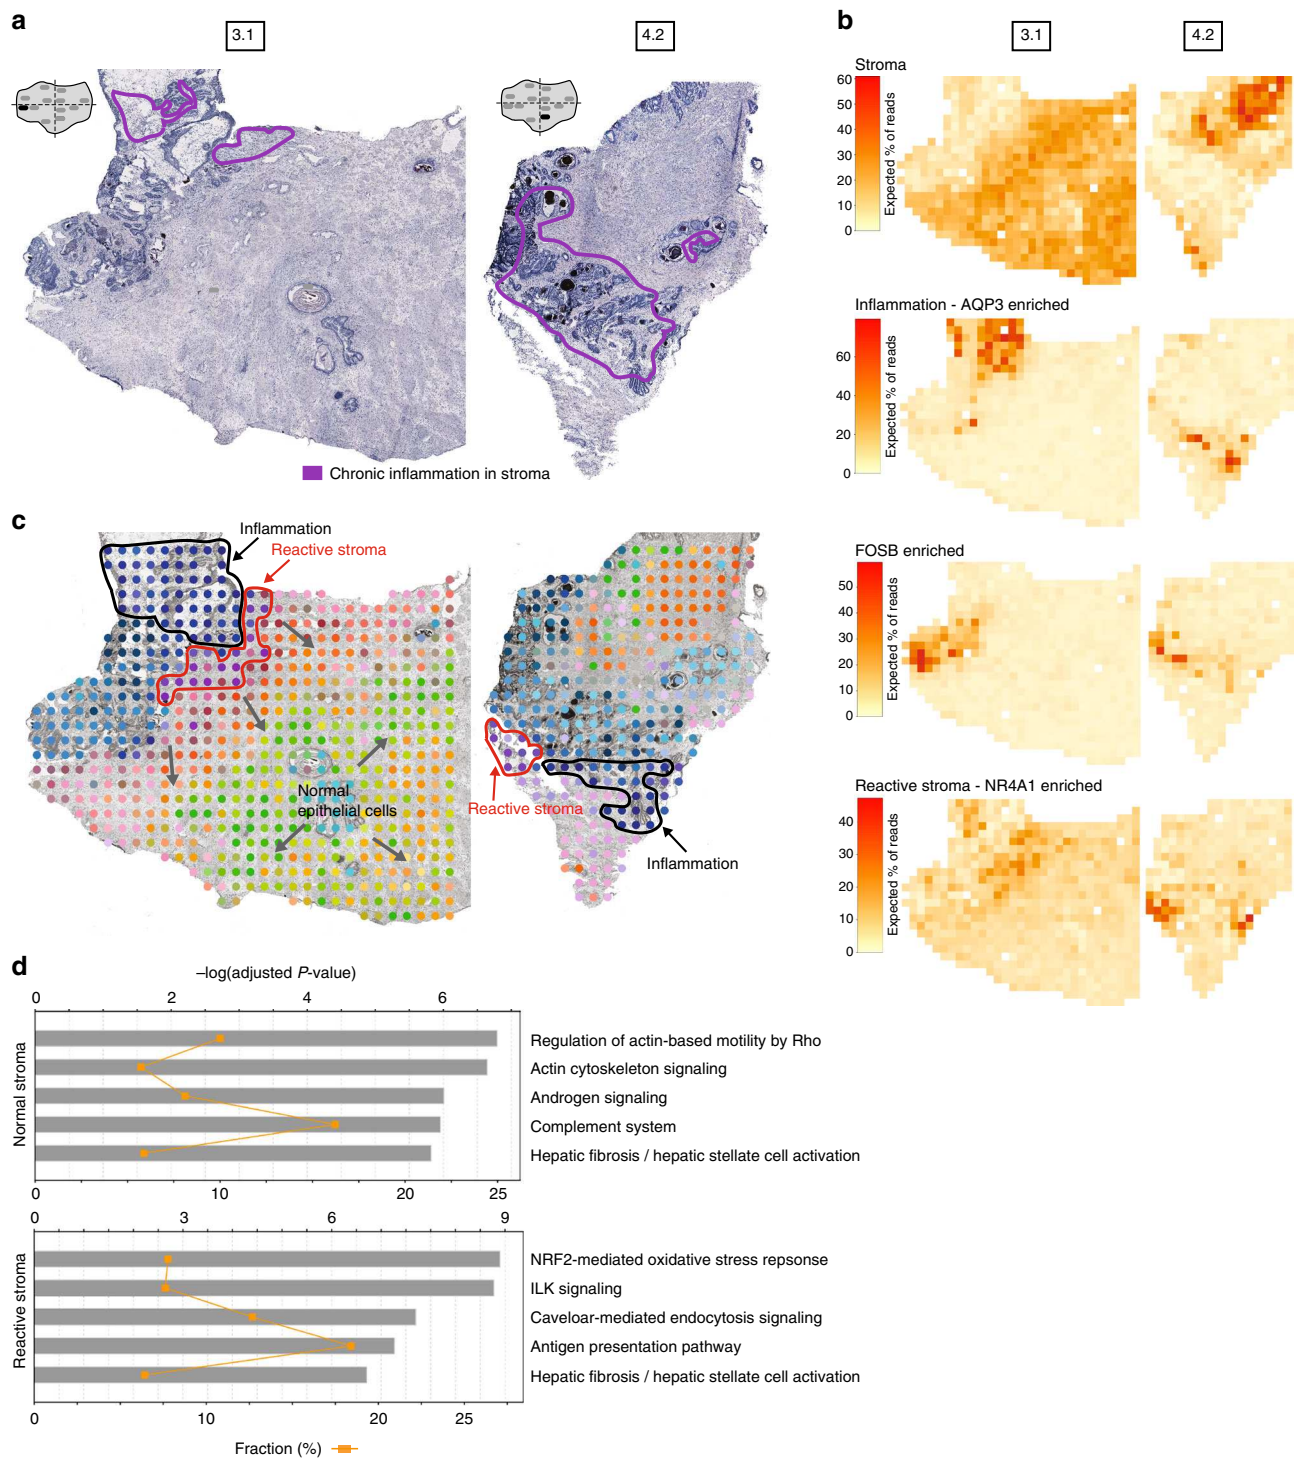 a
3.1
4.2
Chronic inflammation in stroma
b
3.1
4.2
Stroma
60
50
40
30
20
10
0
Expected % of reads
Inflammation - AQP3 enriched
60
40
20
0
Expected % of reads
FOSB enriched
50
40
30
20
10
0
Expected % of reads
Reactive stroma - NR4A1 enriched
40
30
20
10
0
Expected % of reads
c
Inflammation
Reactive stroma
Normal
epithelial cells
Reactive stroma
Inflammation
d
–log(adjusted P-value)
0 2 4 6
Normal stroma
Regulation of actin-based motility by Rho
Actin cytoskeleton signaling
Androgen signaling
Complement system
Hepatic fibrosis / hepatic stellate cell activation
0 10 20 25
0 3 6 9
Reactive stroma
NRF2-mediated oxidative stress repsonse
ILK signaling
Caveloar-mediated endocytosis signaling
Antigen presentation pathway
Hepatic fibrosis / hepatic stellate cell activation
0 10 20 25
Fraction (%)